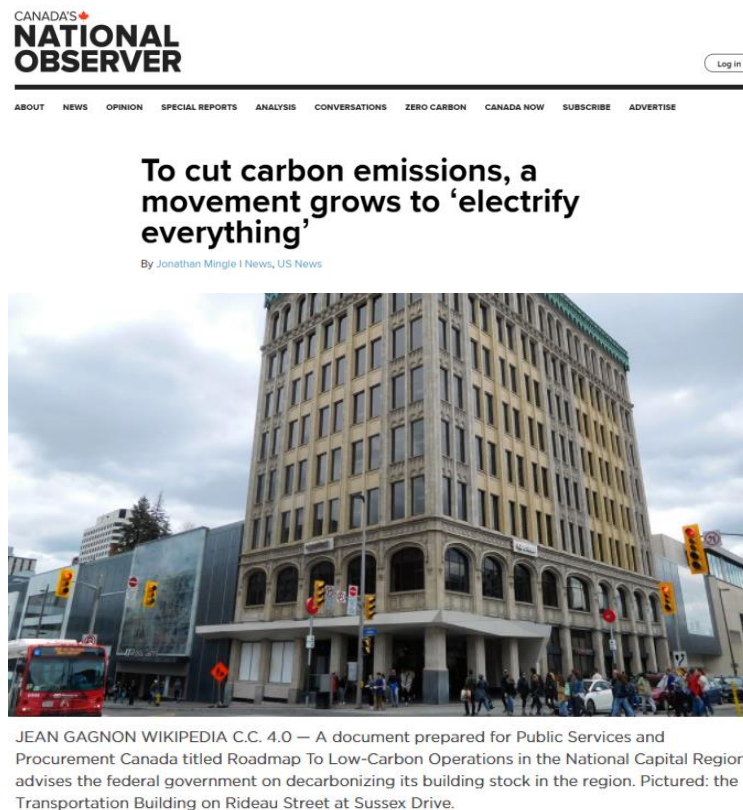 CANADA'S
NATIONAL
OBSERVER
Log in
ABOUT NEWS OPINION SPECIAL REPORTS ANALYSIS CONVERSATIONS ZERO CARBON CANADA NOW SUBSCRIBE ADVERTISE
To cut carbon emissions, a
movement grows to ‘electrify
everything’
By Jonathan Mingle I News, US News
JEAN GAGNON WIKIPEDIA C.C. 4.0 — A document prepared for Public Services and
Procurement Canada titled Roadmap To Low-Carbon Operations in the National Capital Region
advises the federal government on decarbonizing its building stock in the region. Pictured: the
Transportation Building on Rideau Street at Sussex Drive.